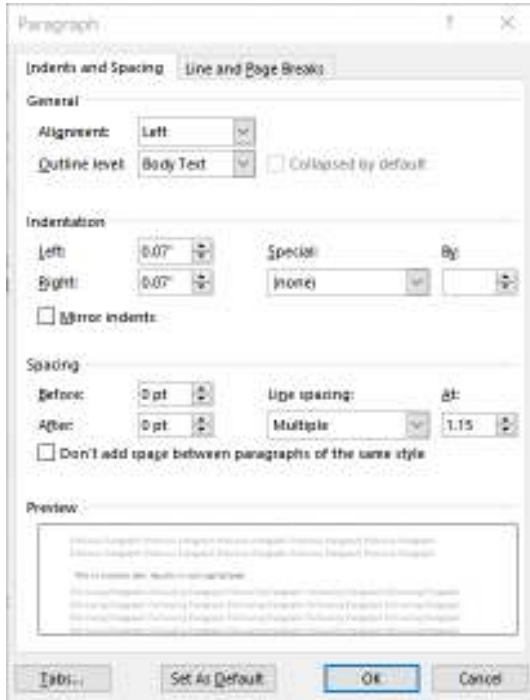 Paragraph ? ×
Indents and Spacing Line and Page Breaks
General
Alignment: Left
Outline level: Body Text Collapsed by default
Indentation
Left: 0.07" Special: By:
Right: 0.07" (none)
Mirror indents
Spacing
Before: 0 pt Line spacing: At:
After: 0 pt Multiple 1.15
Don't add space between paragraphs of the same style
Preview
Tabs... Set As Default OK Cancel